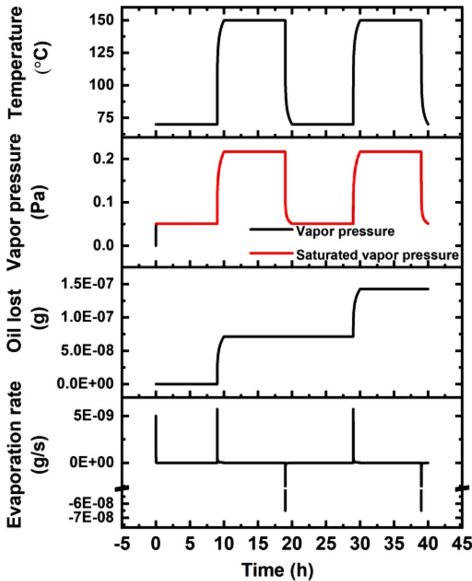 Temperature
(°C)
150
125
100
75
Vapor pressure
(Pa)
0.2
0.1
0.0
Vapor pressure
Saturated vapor pressure
Oil lost
(g)
1.5E-07
1.0E-07
5.0E-08
0.0E+00
Evaporation rate
(g/s)
5E-09
0E+00
-6E-08
-7E-08
-5 0 5 10 15 20 25 30 35 40 45
Time (h)